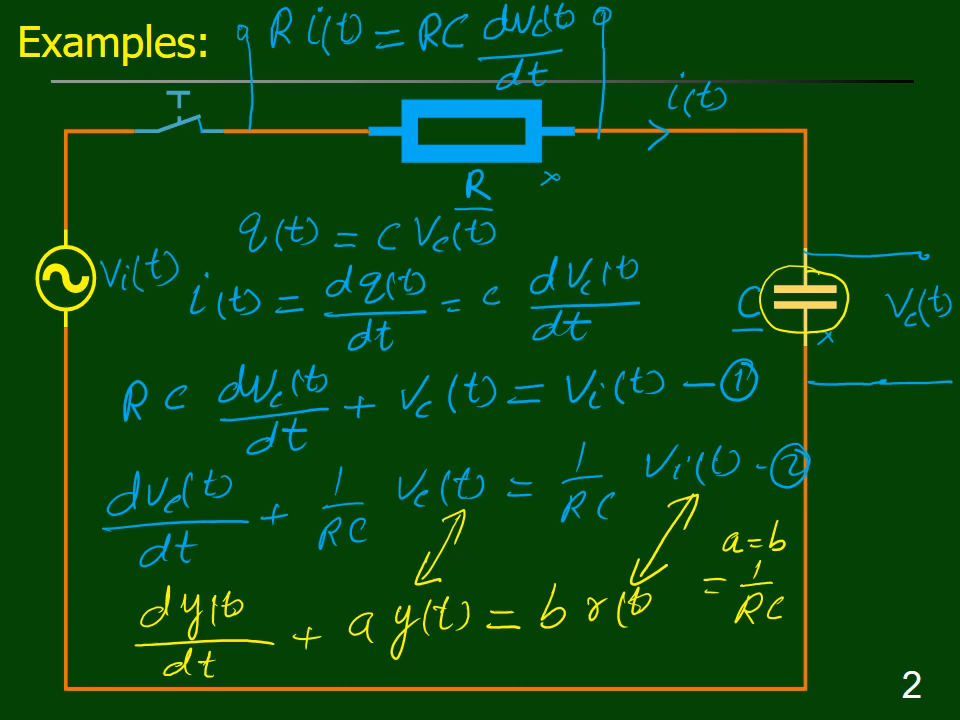 Examples:
R i(t) = RC dVc(t)/dt
i(t)
R
Vi(t)
q(t) = C Vc(t)
i(t) = dq(t)/dt = C dVc(t)/dt
C
Vc(t)
RC dVc(t)/dt + Vc(t) = Vi(t) - ①
dVc(t)/dt + 1/RC Vc(t) = 1/RC Vi(t) - ②
a = b
= 1/RC
dy(t)/dt + a y(t) = b r(t)
2